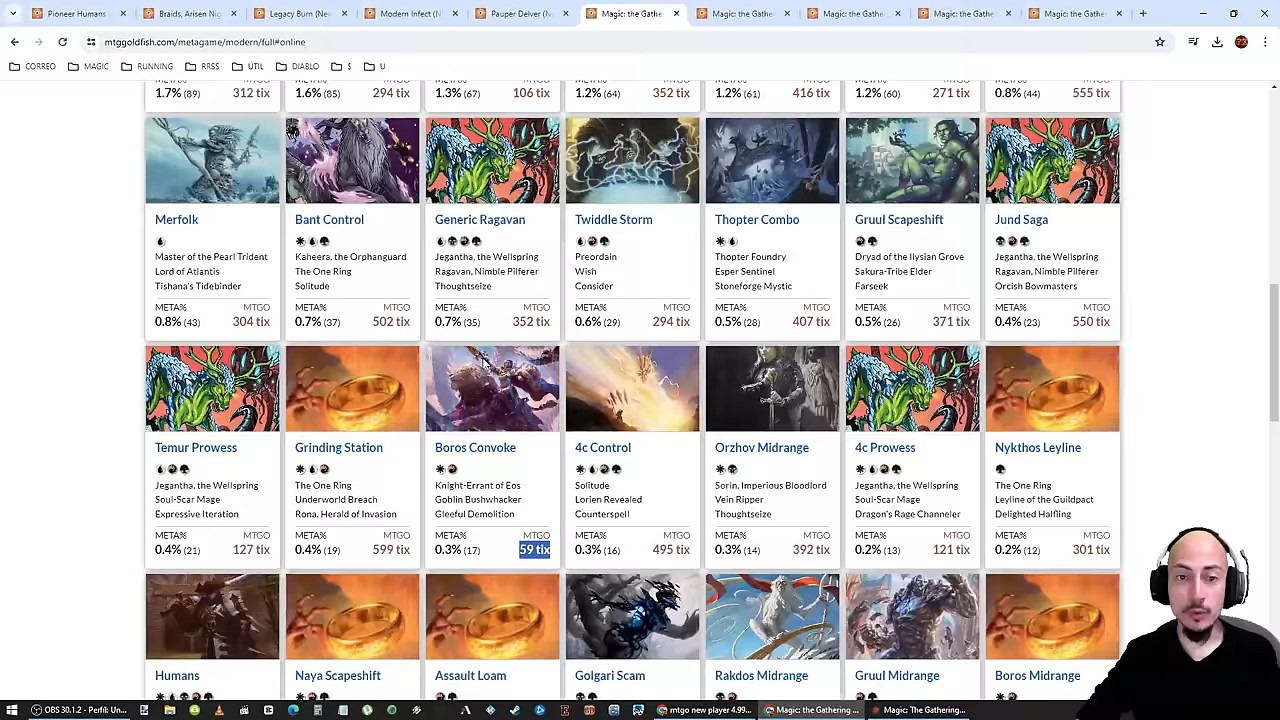 Pioneer Humans
Braids, Arisen Nig
Legacy Burn (New
Modern Infect (M
Pauper Delver (N
Magic: the Gather
Magic: the Gather
Magic: the Gather
Magic: the Gather
Magic: the Gather
mtggoldfish.com/metagame/modern/full#online
CORREO
MAGIC
RUNNING
RRSS
ÚTIL
DIABLO
$
U
1.7% (89) 312 tix
1.6% (85) 294 tix
1.3% (67) 106 tix
1.2% (64) 352 tix
1.2% (61) 416 tix
1.2% (60) 271 tix
0.8% (44) 555 tix
Merfolk
Master of the Pearl Trident
Lord of Atlantis
Tishana's Tidebinder
META% MTGO
0.8% (43) 304 tix
Bant Control
Kaheera, the Orphanguard
The One Ring
Solitude
META% MTGO
0.7% (37) 502 tix
Generic Ragavan
Jegantha, the Wellspring
Ragavan, Nimble Pilferer
Thoughtseize
META% MTGO
0.7% (35) 352 tix
Twiddle Storm
Preordain
Wish
Consider
META% MTGO
0.6% (29) 294 tix
Thopter Combo
Thopter Foundry
Esper Sentinel
Stoneforge Mystic
META% MTGO
0.5% (28) 407 tix
Gruul Scapeshift
Dryad of the Ilysian Grove
Sakura-Tribe Elder
Farseek
META% MTGO
0.5% (26) 371 tix
Jund Saga
Jegantha, the Wellspring
Ragavan, Nimble Pilferer
Orcish Bowmasters
META% MTGO
0.4% (23) 550 tix
Temur Prowess
Jegantha, the Wellspring
Soul-Scar Mage
Expressive Iteration
META% MTGO
0.4% (21) 127 tix
Grinding Station
The One Ring
Underworld Breach
Rona, Herald of Invasion
META% MTGO
0.4% (19) 599 tix
Boros Convoke
Knight-Errant of Eos
Goblin Bushwhacker
Gleeful Demolition
META% MTGO
0.3% (17) 59 tix
4c Control
Solitude
Lorien Revealed
Counterspell
META% MTGO
0.3% (16) 495 tix
Orzhov Midrange
Sorin, Imperious Bloodlord
Vein Ripper
Thoughtseize
META% MTGO
0.3% (14) 392 tix
4c Prowess
Jegantha, the Wellspring
Soul-Scar Mage
Dragon's Rage Channeler
META% MTGO
0.2% (13) 121 tix
Nykthos Leyline
The One Ring
Leyline of the Guildpact
Delighted Halfling
META% MTGO
0.2% (12) 301 tix
Humans
Naya Scapeshift
Assault Loam
Golgari Scam
Rakdos Midrange
Gruul Midrange
Boros Midrange
OBS 30.1.2 - Perfil: Un...
mtgo new player 4.99...
Magic: the Gathering ...
Magic: The Gathering...